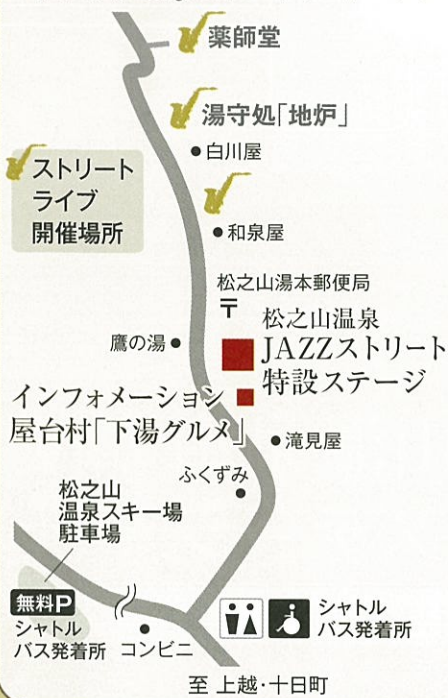 薬師堂
湯守処「地炉」
白川屋
ストリート
ライブ
開催場所
和泉屋
松之山湯本郵便局
〒
松之山温泉
JAZZストリート
特設ステージ
鷹の湯
インフォメーション
屋台村「下湯グルメ」
滝見屋
ふくずみ
松之山
温泉スキー場
駐車場
無料P
シャトル
バス発着所
コンビニ
シャトル
バス発着所
至 上越・十日町